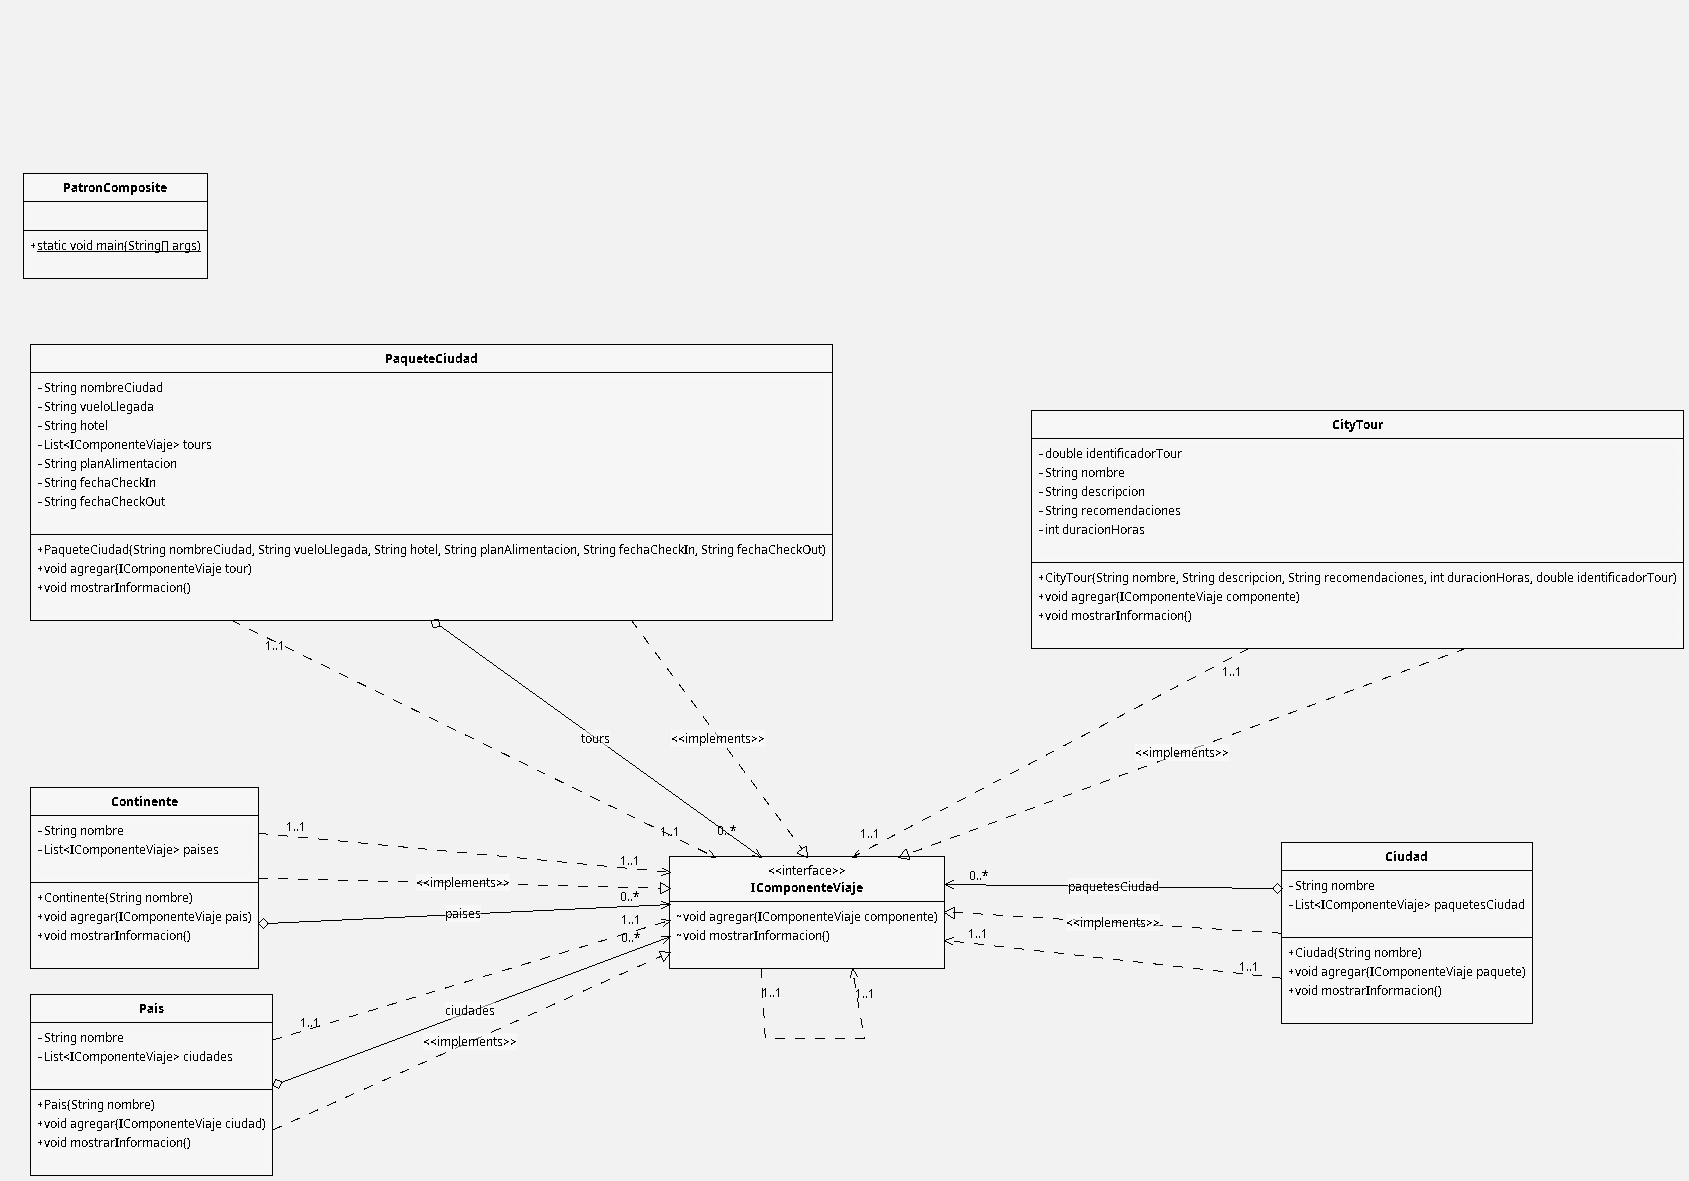 PatronComposite
+static void main(String[] args)
PaqueteCiudad
-String nombreCiudad
-String vueloLlegada
-String hotel
-List<IComponenteViaje> tours
-String planAlimentacion
-String fechaCheckIn
-String fechaCheckOut
+PaqueteCiudad(String nombreCiudad, String vueloLlegada, String hotel, String planAlimentacion, String fechaCheckIn, String fechaCheckOut)
+void agregar(IComponenteViaje tour)
+void mostrarInformacion()
CityTour
-double identificadorTour
-String nombre
-String descripcion
-String recomendaciones
-int duracionHoras
+CityTour(String nombre, String descripcion, String recomendaciones, int duracionHoras, double identificadorTour)
+void agregar(IComponenteViaje componente)
+void mostrarInformacion()
1..1
1..1
tours
<<implements>>
<<implements>>
Continente
-String nombre
-List<IComponenteViaje> paises
+Continente(String nombre)
+void agregar(IComponenteViaje pais)
+void mostrarInformacion()
1..1
1..1
0..*
1..1
1..1
<<implements>>
0..*
paises
1..1
0..*
<<interface>>
IComponenteViaje
~void agregar(IComponenteViaje componente)
~void mostrarInformacion()
0..*
paquetesCiudad
<<implements>>
1..1
1..1
Ciudad
-String nombre
-List<IComponenteViaje> paquetesCiudad
+Ciudad(String nombre)
+void agregar(IComponenteViaje paquete)
+void mostrarInformacion()
1..1
1..1
Pais
-String nombre
-List<IComponenteViaje> ciudades
+Pais(String nombre)
+void agregar(IComponenteViaje ciudad)
+void mostrarInformacion()
1..1
ciudades
<<implements>>